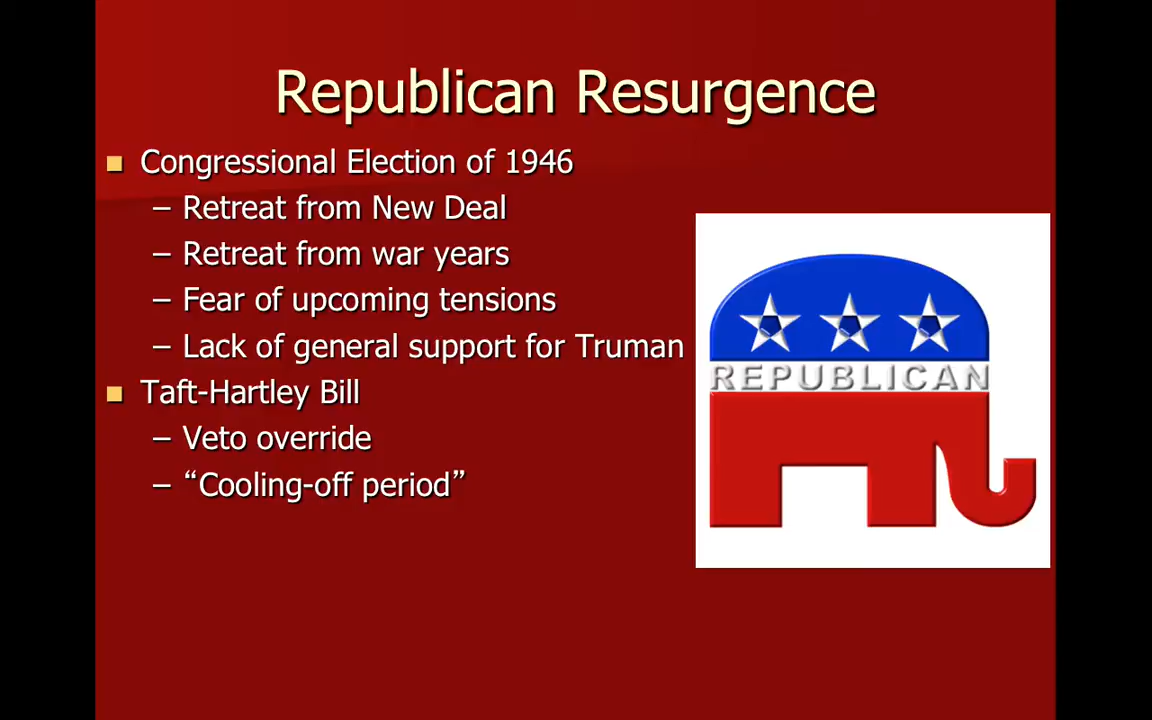 Republican Resurgence
Congressional Election of 1946
– Retreat from New Deal
– Retreat from war years
– Fear of upcoming tensions
– Lack of general support for Truman
Taft-Hartley Bill
– Veto override
– “Cooling-off period”
REPUBLICAN